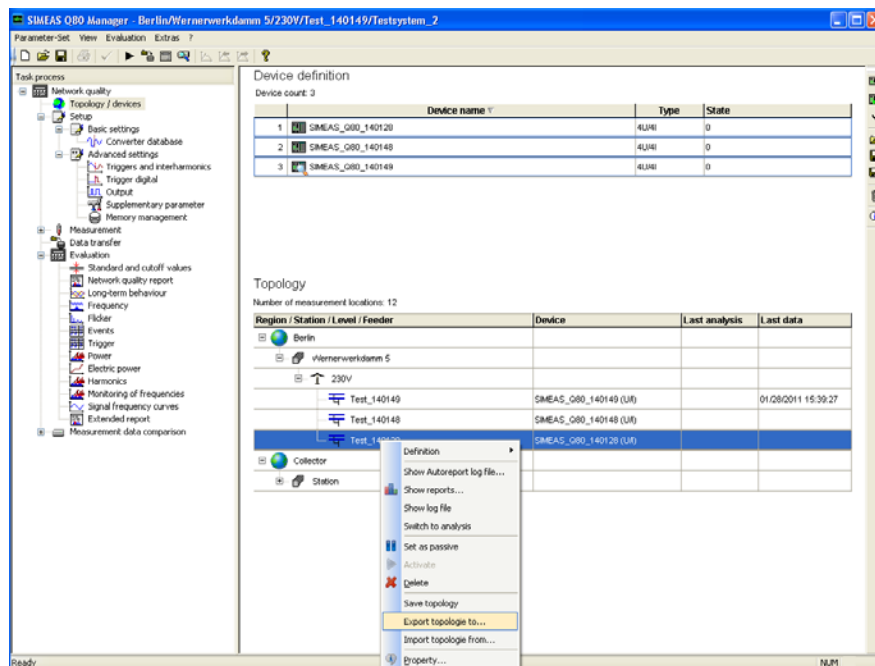 SIMEAS Q80 Manager - Berlin/Wernerwerkdamm 5/230V/Test_140149/Testsystem_2
Parameter-Set View Evaluation Extras ?
Task process
Network quality
Topology / devices
Setup
Basic settings
Converter database
Advanced settings
Triggers and interharmonics
Trigger digital
Output
Supplementary parameter
Memory management
Measurement
Data transfer
Evaluation
Standard and cutoff values
Network quality report
Long-term behaviour
Frequency
Flicker
Events
Trigger
Power
Electric power
Harmonics
Monitoring of frequencies
Signal frequency curves
Extended report
Measurement data comparison
Device definition
Device count: 3
Device name Type State
1 SIMEAS_Q80_140128 4U/4I 0
2 SIMEAS_Q80_140148 4U/4I 0
3 SIMEAS_Q80_140149 4U/4I 0
Topology
Number of measurement locations: 12
Region / Station / Level / Feeder Device Last analysis Last data
Berlin
Wernerwerkdamm 5
230V
Test_140149 SIMEAS_Q80_140149 (U/I) 01/28/2011 15:39:27
Test_140148 SIMEAS_Q80_140148 (U/I)
Test_140128 SIMEAS_Q80_140128 (U/I)
Collector
Station
Definition
Show Autoreport log file...
Show reports...
Show log file
Switch to analysis
Set as passive
Activate
Delete
Save topology
Export topologie to...
Import topologie from...
Property...
Ready NUM